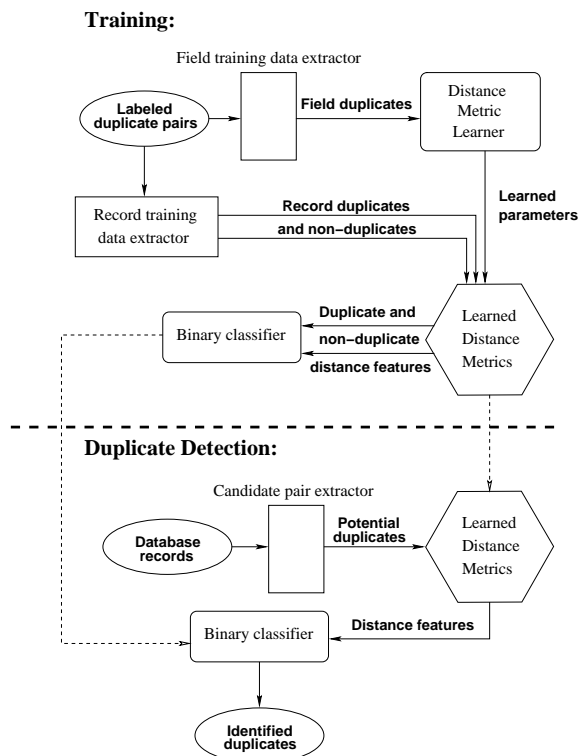 Training:
Field training data extractor
Labeled
duplicate pairs
Field duplicates
Distance
Metric
Learner
Record training
data extractor
Record duplicates
and non−duplicates
Learned
parameters
Binary classifier
Duplicate and
non−duplicate
distance features
Learned
Distance
Metrics
Duplicate Detection:
Candidate pair extractor
Database
records
Potential
duplicates
Learned
Distance
Metrics
Binary classifier
Distance features
Identified
duplicates